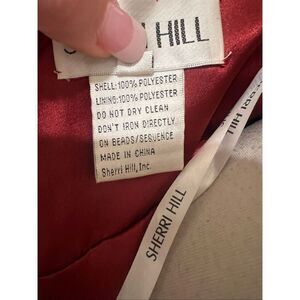 HILL
SHELL: 100% POLYESTER
LINING: 100% POLYESTER
DO NOT DRY CLEAN
DON'T IRON DIRECTLY
ON BEADS/SEQUENCE
MADE IN CHINA
Sherri Hill, Inc.
SHERRI HILL
HILL